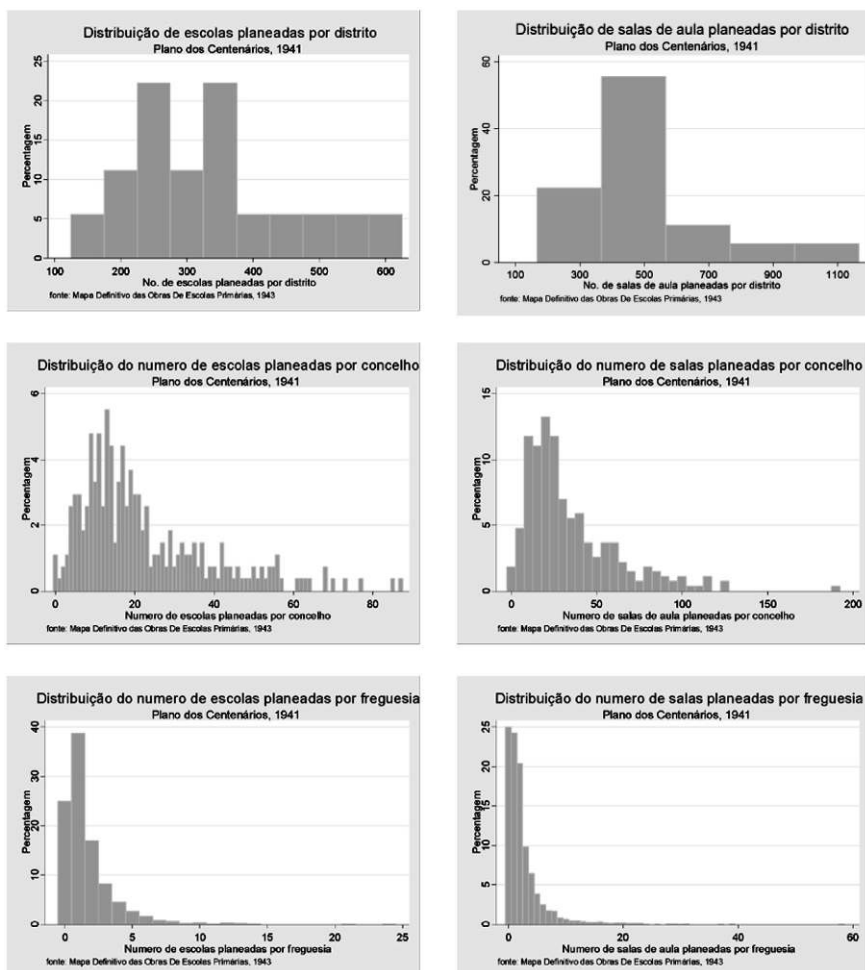 Distribuição de escolas planeadas por distrito
Plano dos Centenários, 1941
Percentagem
25
20
15
10
5
0
100 200 300 400 500 600
No. de escolas planeadas por distrito
fonte: Mapa Definitivo das Obras De Escolas Primárias, 1943
Distribuição de salas de aula planeadas por distrito
Plano dos Centenários, 1941
Percentagem
60
40
20
0
100 300 500 700 900 1100
No. de salas de aula planeadas por distrito
fonte: Mapa Definitivo das Obras De Escolas Primárias, 1943
Distribuição do numero de escolas planeadas por concelho
Plano dos Centenários, 1941
Percentagem
6
4
2
0
0 20 40 60 80
Numero de escolas planeadas por concelho
fonte: Mapa Definitivo das Obras De Escolas Primárias, 1943
Distribuição do numero de salas planeadas por concelho
Plano dos Centenários, 1941
Percentagem
15
10
5
0
0 50 100 150 200
Numero de salas de aula planeadas por concelho
fonte: Mapa Definitivo das Obras De Escolas Primárias, 1943
Distribuição do numero de escolas planeadas por freguesia
Plano dos Centenários, 1941
Percentagem
40
30
20
10
0
0 5 10 15 20 25
Numero de escolas planeadas por freguesia
fonte: Mapa Definitivo das Obras De Escolas Primárias, 1943
Distribuição do numero de salas planeadas por freguesia
Plano dos Centenários, 1941
Percentagem
25
20
15
10
5
0
0 20 40 60
Numero de salas de aula planeadas por freguesia
fonte: Mapa Definitivo das Obras De Escolas Primárias, 1943